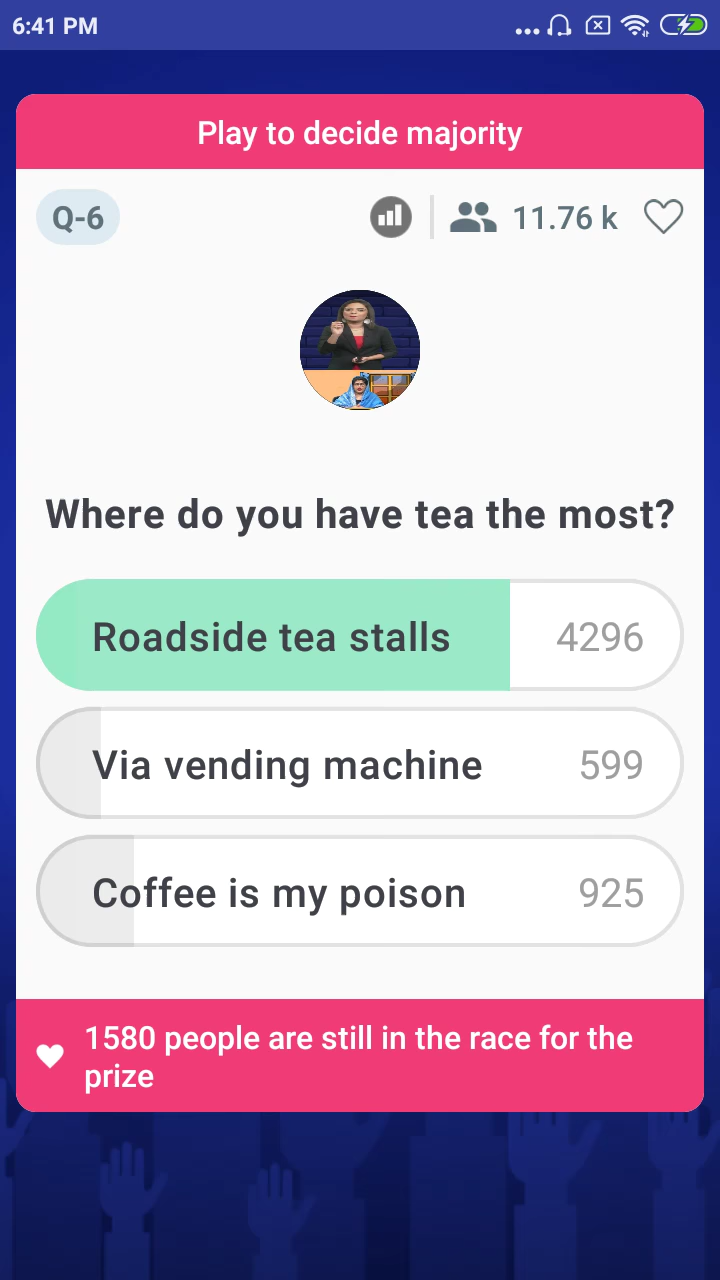 6:41 PM
Play to decide majority
Q-6
11.76 k
Where do you have tea the most?
Roadside tea stalls 4296
Via vending machine 599
Coffee is my poison 925
1580 people are still in the race for the
prize